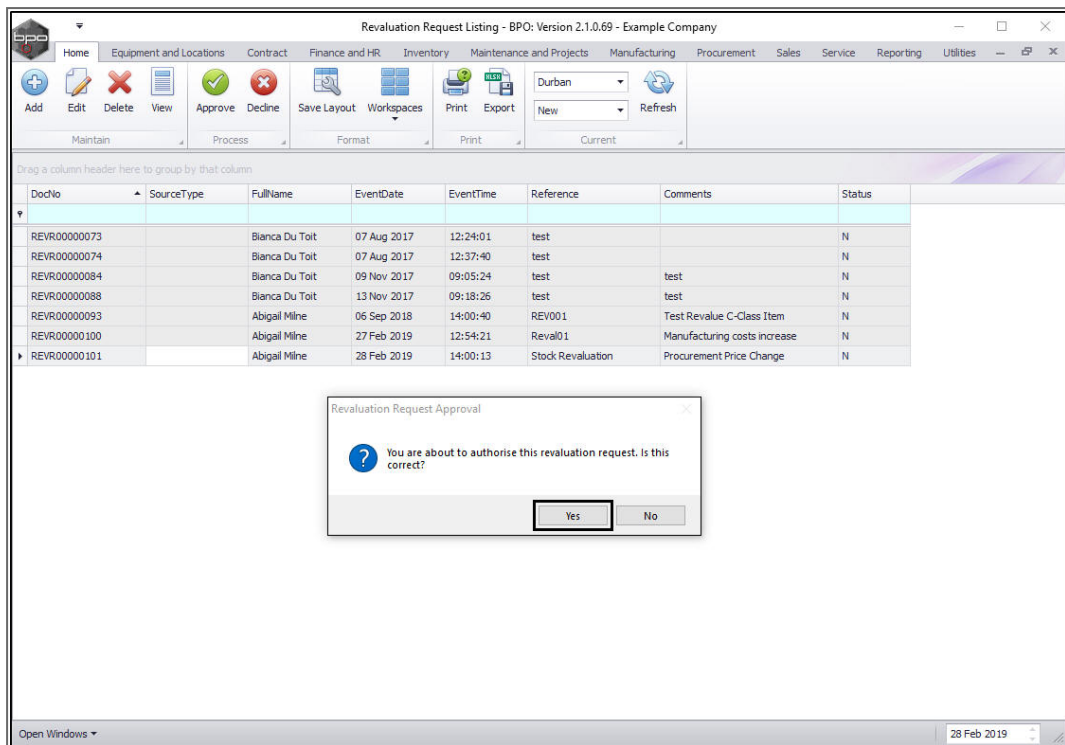 Revaluation Request Listing - BPO: Version 2.1.0.69 - Example Company
bpo
Home Equipment and Locations Contract Finance and HR Inventory Maintenance and Projects Manufacturing Procurement Sales Service Reporting Utilities
Add Edit Delete View Approve Decline Save Layout Workspaces Print Export Refresh
Durban
New
Maintain Process Format Print Current
Drag a column header here to group by that column
DocNo SourceType FullName EventDate EventTime Reference Comments Status
REVR00000073 Bianca Du Toit 07 Aug 2017 12:24:01 test N
REVR00000074 Bianca Du Toit 07 Aug 2017 12:37:40 test N
REVR00000084 Bianca Du Toit 09 Nov 2017 09:05:24 test test N
REVR00000088 Bianca Du Toit 13 Nov 2017 09:18:26 test test N
REVR00000093 Abigail Milne 06 Sep 2018 14:00:40 REV001 Test Revalue C-Class Item N
REVR00000100 Abigail Milne 27 Feb 2019 12:54:21 Reval01 Manufacturing costs increase N
REVR00000101 Abigail Milne 28 Feb 2019 14:00:13 Stock Revaluation Procurement Price Change N
Revaluation Request Approval
You are about to authorise this revaluation request. Is this
correct?
Yes No
Open Windows 28 Feb 2019